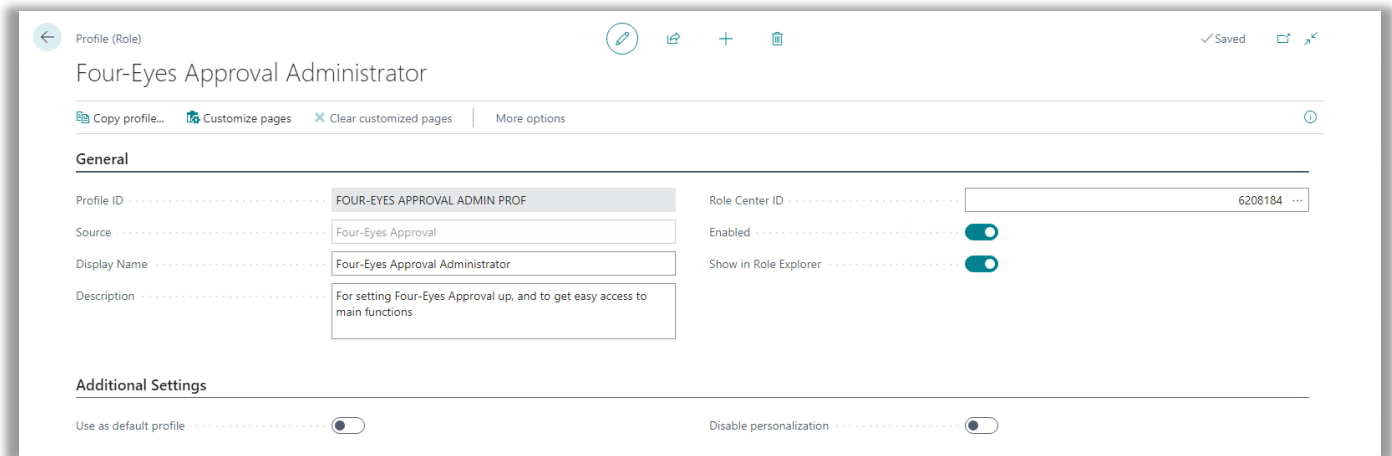 Profile (Role)
Saved
Four-Eyes Approval Administrator
Copy profile...
Customize pages
Clear customized pages
More options
General
Profile ID
FOUR-EYES APPROVAL ADMIN PROF
Role Center ID
6208184
Source
Four-Eyes Approval
Enabled
Display Name
Four-Eyes Approval Administrator
Show in Role Explorer
Description
For setting Four-Eyes Approval up, and to get easy access to
main functions
Additional Settings
Use as default profile
Disable personalization